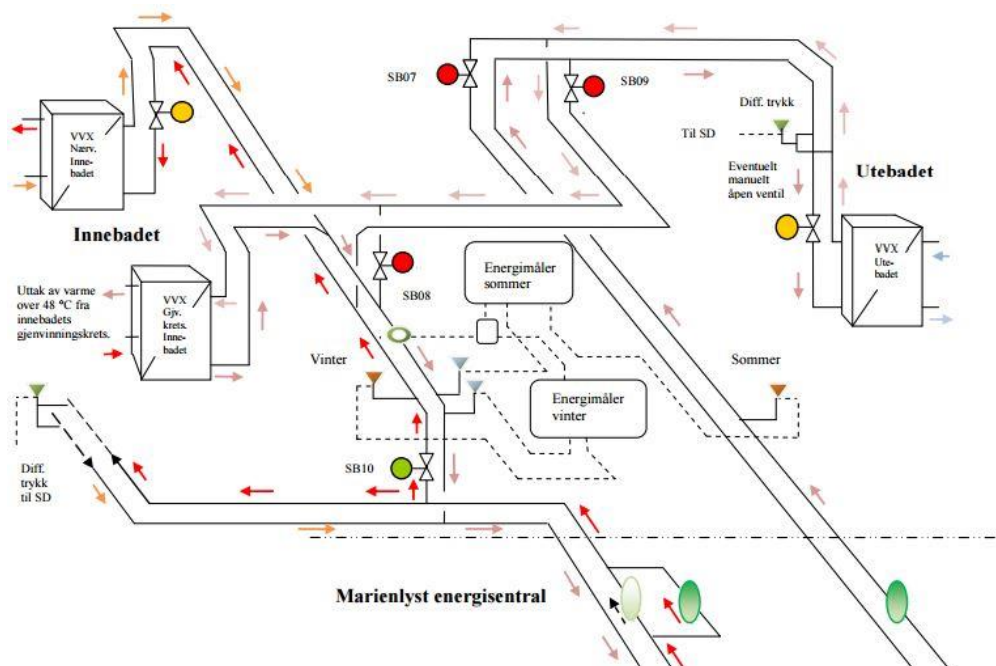 SB07
SB09
Diff. trykk
Til SD
VVX
Nærv.
Inne-
badet
Eventuelt
manuelt
åpen ventil
Utebadet
Innebadet
VVX
Ute-
badet
Energimåler
sommer
SB08
Uttak av varme
over 48 °C fra
innebadets
gjenvinningskrets.
VVX
Gjv.
krets.
Inne-
badet
Vinter
Sommer
Energimåler
vinter
SB10
Diff.
trykk
til SD
Marienlyst energisentral